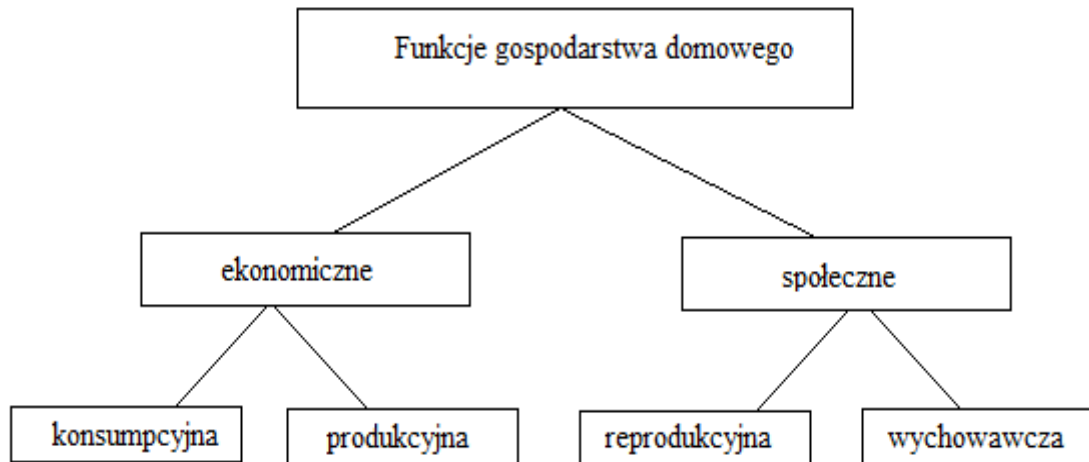 Funkcje gospodarstwa domowego
ekonomiczne
społeczne
konsumpcyjna
produkcyjna
reprodukcyjna
wychowawcza